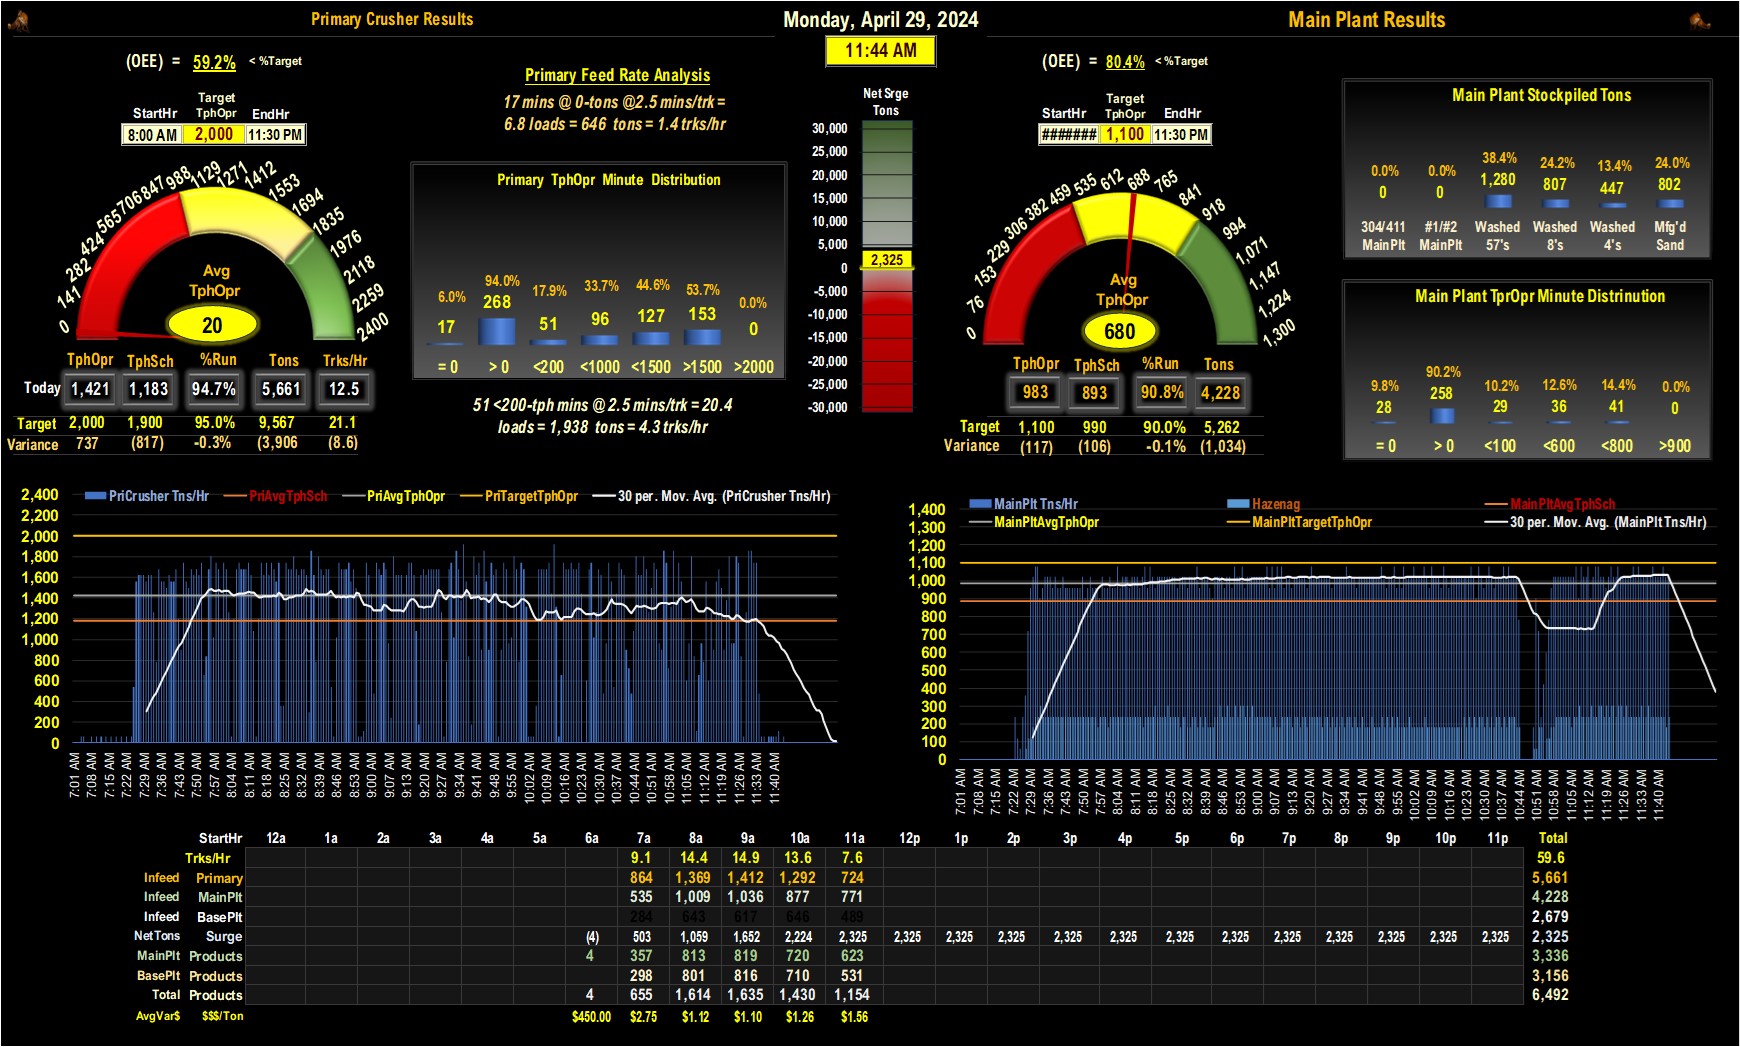 Primary Crusher Results
Monday, April 29, 2024
Main Plant Results
11:44 AM
(OEE) = 59.2% < %Target
Target
StartHr TphOpr EndHr
8:00 AM 2,000 11:30 PM
Primary Feed Rate Analysis
17 mins @ 0-tons @2.5 mins/trk =
6.8 loads = 646 tons = 1.4 trks/hr
0 141 282 424 565 706 847 988 1129 1271 1412 1553 1694 1835 1976 2118 2259 2400
Avg
TphOpr
20
TphOpr TphSch %Run Tons Trks/Hr
Today 1,421 1,183 94.7% 5,661 12.5
Target 2,000 1,900 95.0% 9,567 21.1
Variance 737 (817) -0.3% (3,906 (8.6)
Primary TphOpr Minute Distribution
6.0% 94.0% 17.9% 33.7% 44.6% 53.7% 0.0%
17 268 51 96 127 153 0
= 0 > 0 <200 <1000 <1500 >1500 >2000
51 <200-tph mins @ 2.5 mins/trk = 20.4
loads = 1,938 tons = 4.3 trks/hr
Net Srge
Tons
30,000
25,000
20,000
15,000
10,000
5,000
2,325
0
-5,000
-10,000
-15,000
-20,000
-25,000
-30,000
(OEE) = 80.4% < %Target
Target
StartHr TphOpr EndHr
####### 1,100 11:30 PM
0 76 153 229 306 382 459 535 612 688 765 841 918 994 1,071 1,147 1,224 1,300
Avg
TphOpr
680
TphOpr TphSch %Run Tons
983 893 90.8% 4,228
Target 1,100 990 90.0% 5,262
Variance (117) (106) -0.1% (1,034)
Main Plant Stockpiled Tons
0.0% 0.0% 38.4% 24.2% 13.4% 24.0%
0 0 1,280 807 447 802
304/411 #1/#2 Washed Washed Washed Mfg'd
MainPlt MainPlt 57's 8's 4's Sand
Main Plant TprOpr Minute Distrinution
9.8% 90.2% 10.2% 12.6% 14.4% 0.0%
28 258 29 36 41 0
= 0 > 0 <100 <600 <800 >900
PriCrusher Tns/Hr PriAvgTphSch PriAvgTphOpr PriTargetTphOpr 30 per. Mov. Avg. (PriCrusher Tns/Hr)
2,400
2,200
2,000
1,800
1,600
1,400
1,200
1,000
800
600
400
200
0
7:01 AM 7:08 AM 7:15 AM 7:22 AM 7:29 AM 7:36 AM 7:43 AM 7:50 AM 7:57 AM 8:04 AM 8:11 AM 8:18 AM 8:25 AM 8:32 AM 8:39 AM 8:46 AM 8:53 AM 9:00 AM 9:07 AM 9:13 AM 9:20 AM 9:27 AM 9:34 AM 9:41 AM 9:48 AM 9:55 AM 10:02 AM 10:09 AM 10:16 AM 10:23 AM 10:30 AM 10:37 AM 10:44 AM 10:51 AM 10:58 AM 11:05 AM 11:12 AM 11:19 AM 11:26 AM 11:33 AM 11:40 AM
MainPlt Tns/Hr Hazenag MainPltAvgTphSch
MainPltAvgTphOpr MainPltTargetTphOpr 30 per. Mov. Avg. (MainPlt Tns/Hr)
1,400
1,300
1,200
1,100
1,000
900
800
700
600
500
400
300
200
100
0
7:01 AM 7:08 AM 7:15 AM 7:22 AM 7:29 AM 7:36 AM 7:43 AM 7:50 AM 7:57 AM 8:04 AM 8:11 AM 8:18 AM 8:25 AM 8:32 AM 8:39 AM 8:46 AM 8:53 AM 9:00 AM 9:07 AM 9:13 AM 9:20 AM 9:27 AM 9:34 AM 9:41 AM 9:48 AM 9:55 AM 10:02 AM 10:09 AM 10:16 AM 10:23 AM 10:30 AM 10:37 AM 10:44 AM 10:51 AM 10:58 AM 11:05 AM 11:12 AM 11:19 AM 11:26 AM 11:33 AM 11:40 AM
StartHr 12a 1a 2a 3a 4a 5a 6a 7a 8a 9a 10a 11a 12p 1p 2p 3p 4p 5p 6p 7p 8p 9p 10p 11p Total
Trks/Hr 9.1 14.4 14.9 13.6 7.6 59.6
Infeed Primary 864 1,369 1,412 1,292 724 5,661
Infeed MainPlt 535 1,009 1,036 877 771 4,228
Infeed BasePlt 284 643 617 646 489 2,679
NetTons Surge (4) 503 1,059 1,652 2,224 2,325 2,325 2,325 2,325 2,325 2,325 2,325 2,325 2,325 2,325 2,325 2,325 2,325 2,325
MainPlt Products 4 357 813 819 720 623 3,336
BasePlt Products 298 801 816 710 531 3,156
Total Products 4 655 1,614 1,635 1,430 1,154 6,492
AvgVar$ $$$/Ton $450.00 $2.75 $1.12 $1.10 $1.26 $1.56